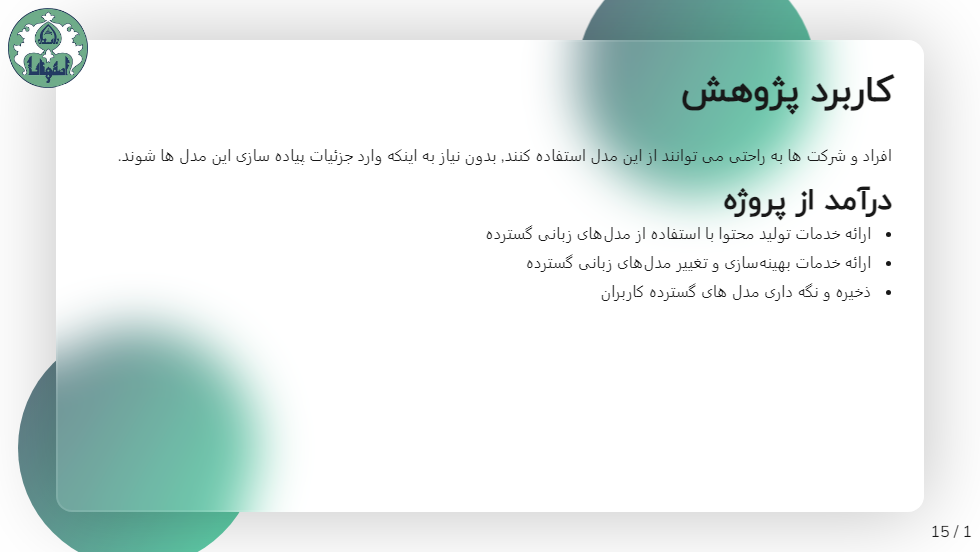 کاربرد پژوهش
افراد و شرکت ها به راحتی می توانند از این مدل استفاده کنند, بدون نیاز به اینکه وارد جزئیات پیاده سازی این مدل ها شوند.
درآمد از پروژه
ارائه خدمات تولید محتوا با استفاده از مدل‌های زبانی گسترده
ارائه خدمات بهینه‌سازی و تغییر مدل‌های زبانی گسترده
ذخیره و نگه داری مدل های گسترده کاربران
15 / 1